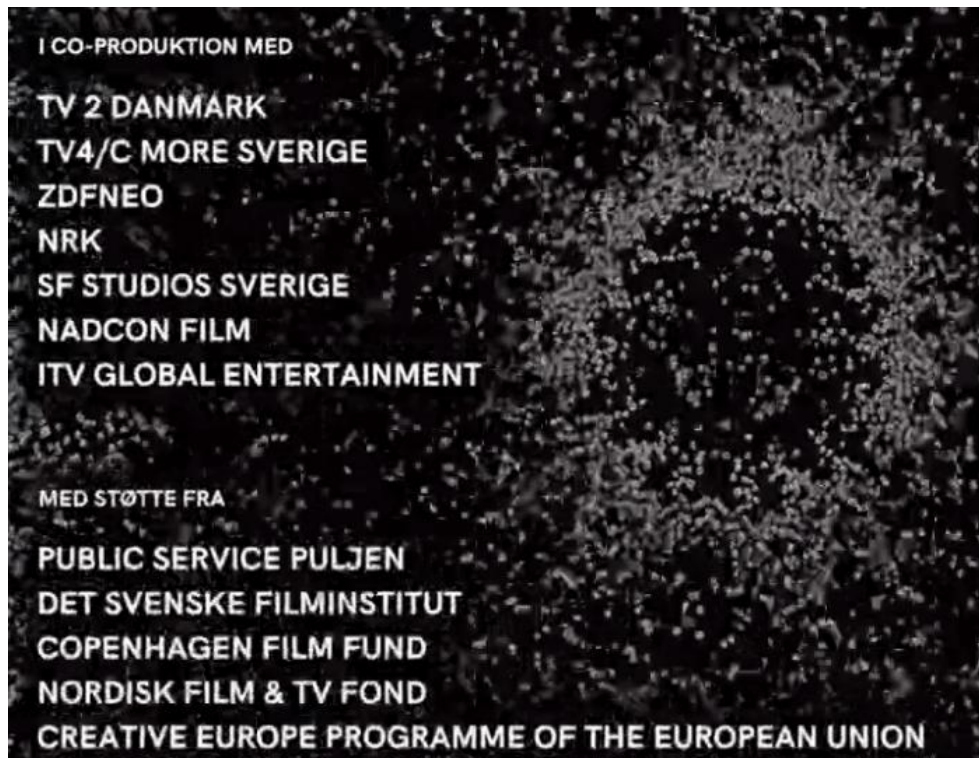 I CO-PRODUKTION MED
TV 2 DANMARK
TV4/C MORE SVERIGE
ZDFNEO
NRK
SF STUDIOS SVERIGE
NADCON FILM
ITV GLOBAL ENTERTAINMENT
MED STØTTE FRA
PUBLIC SERVICE PULJEN
DET SVENSKE FILMINSTITUT
COPENHAGEN FILM FUND
NORDISK FILM & TV FOND
CREATIVE EUROPE PROGRAMME OF THE EUROPEAN UNION